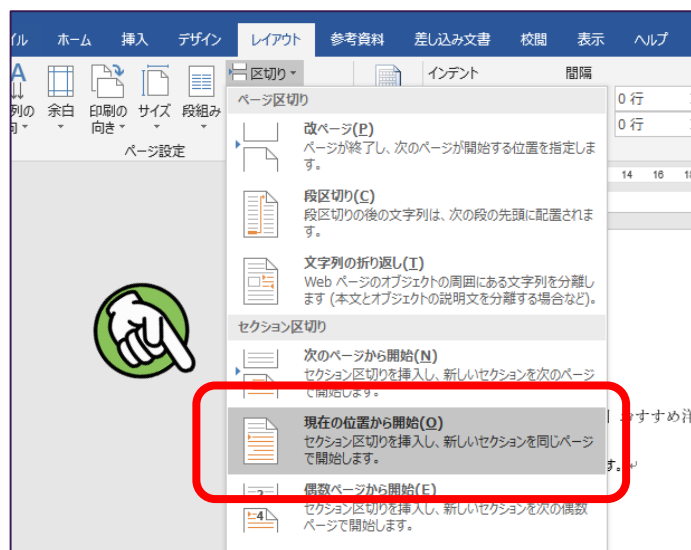 イル ホーム 挿入 デザイン レイアウト 参考資料 差し込み文書 校閲 表示 ヘルプ
区切り インデント 間隔
列の 余白 印刷の サイズ 段組み
向き
ページ設定
0 行
0 行
14 16
ページ区切り
改ページ(P)
ページが終了し、次のページが開始する位置を指定しま
す。
段区切り(C)
段区切りの後の文字列は、次の段の先頭に配置されま
す。
文字列の折り返し(T)
Web ページのオブジェクトの周囲にある文字列を分離し
ます (本文とオブジェクトの説明文を分離する場合など)。
セクション区切り
次のページから開始(N)
セクション区切りを挿入し、新しいセクションを次のページ
で開始します。
現在の位置から開始(O)
セクション区切りを挿入し、新しいセクションを同じページ
で開始します。
おすすめ洋
す。
偶数ページから開始(E)
セクション区切りを挿入し、新しいセクションを次の偶数
ページで開始します。